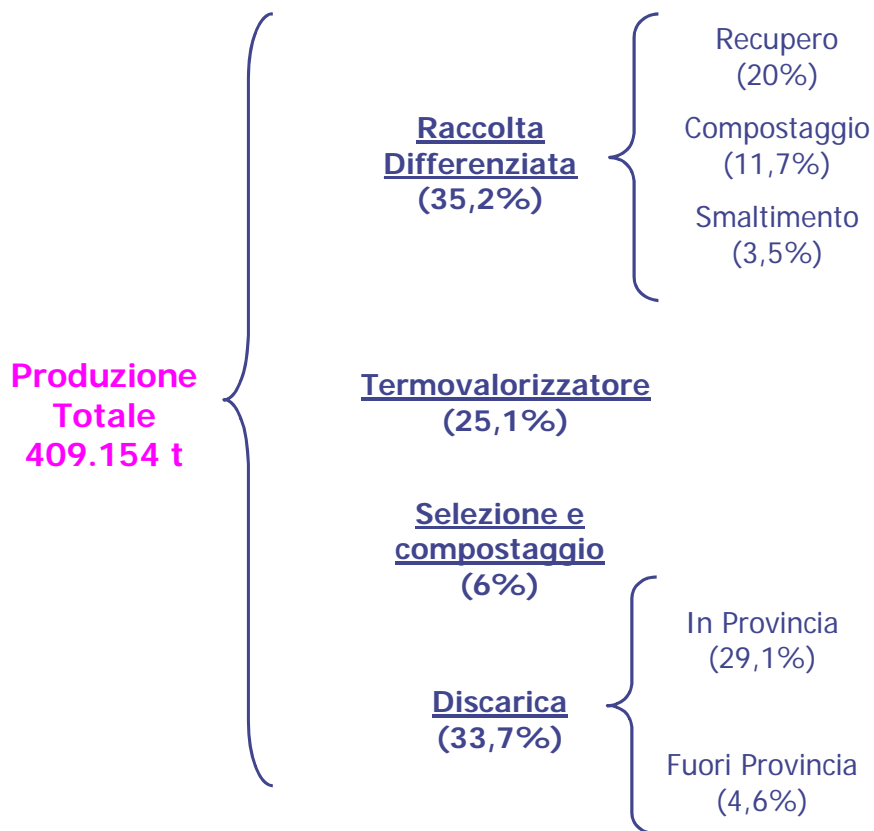 Produzione
Totale
409.154 t
Raccolta
Differenziata
(35,2%)
Recupero
(20%)
Compostaggio
(11,7%)
Smaltimento
(3,5%)
Termovalorizzatore
(25,1%)
Selezione e
compostaggio
(6%)
Discarica
(33,7%)
In Provincia
(29,1%)
Fuori Provincia
(4,6%)